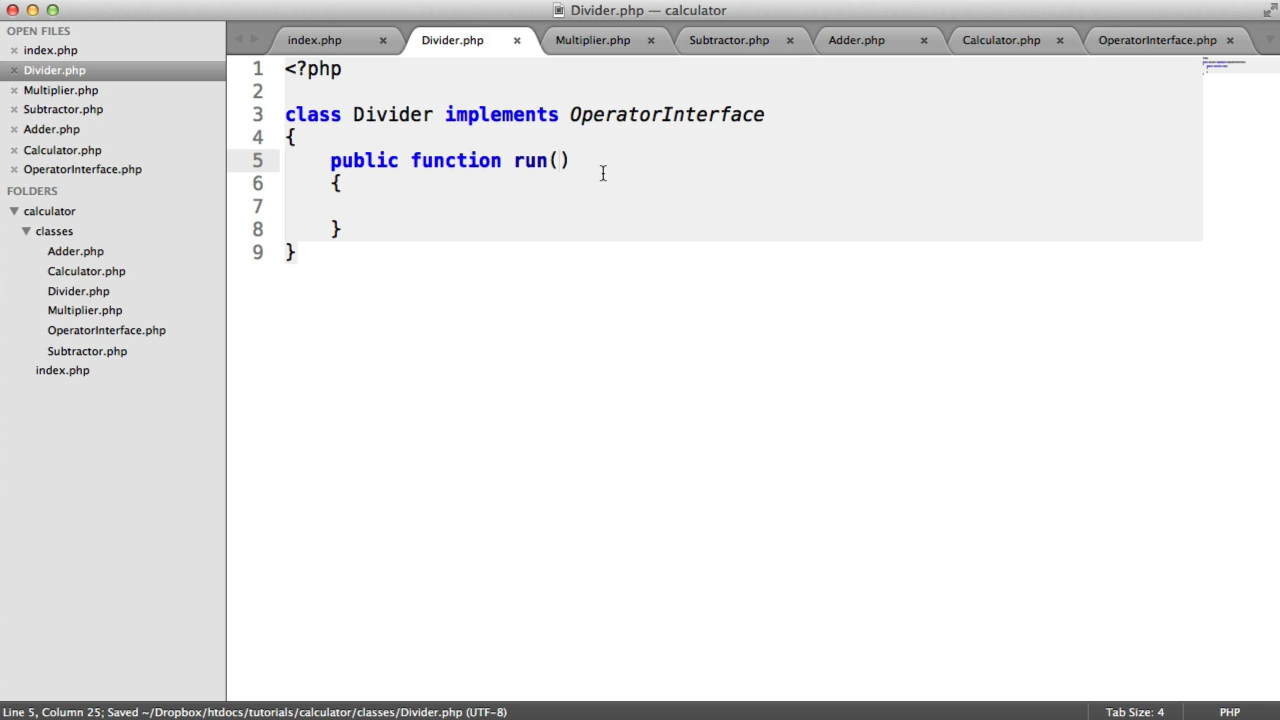 Divider.php — calculator
OPEN FILES
index.php
Divider.php
Multiplier.php
Subtractor.php
Adder.php
Calculator.php
OperatorInterface.php
FOLDERS
calculator
classes
Adder.php
Calculator.php
Divider.php
Multiplier.php
OperatorInterface.php
Subtractor.php
index.php
index.php Divider.php Multiplier.php Subtractor.php Adder.php Calculator.php OperatorInterface.php
1 <?php
2
3 class Divider implements OperatorInterface
4 {
5 public function run()
6 {
7
8 }
9 }
Line 5, Column 25; Saved ~/Dropbox/htdocs/tutorials/calculator/classes/Divider.php (UTF-8) Tab Size: 4 PHP